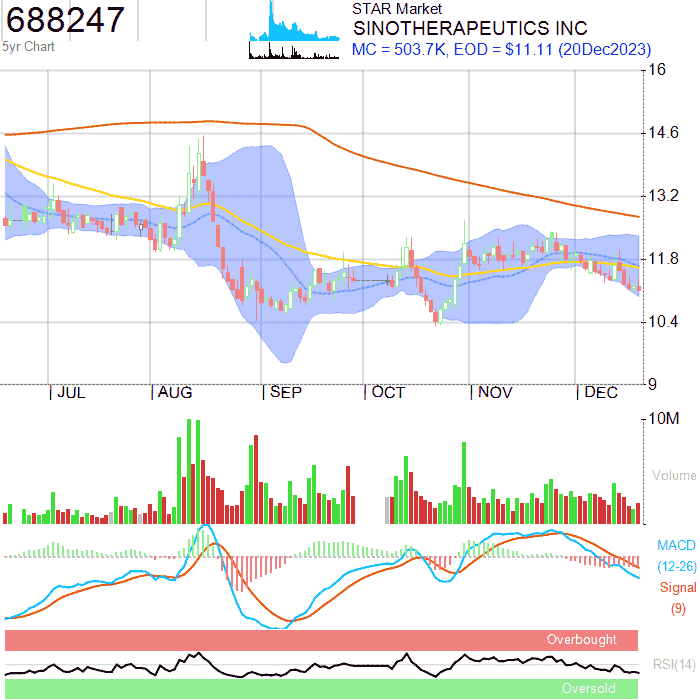 688247
STAR Market
SINOTHERAPEUTICS INC
5yr Chart
MC = 503.7K, EOD = $11.11 (20Dec2023)
16
14.6
13.2
11.8
10.4
9
JUL AUG SEP OCT NOV DEC
10M
Volume
MACD
(12-26)
Signal
(9)
Overbought
RSI(14)
Oversold